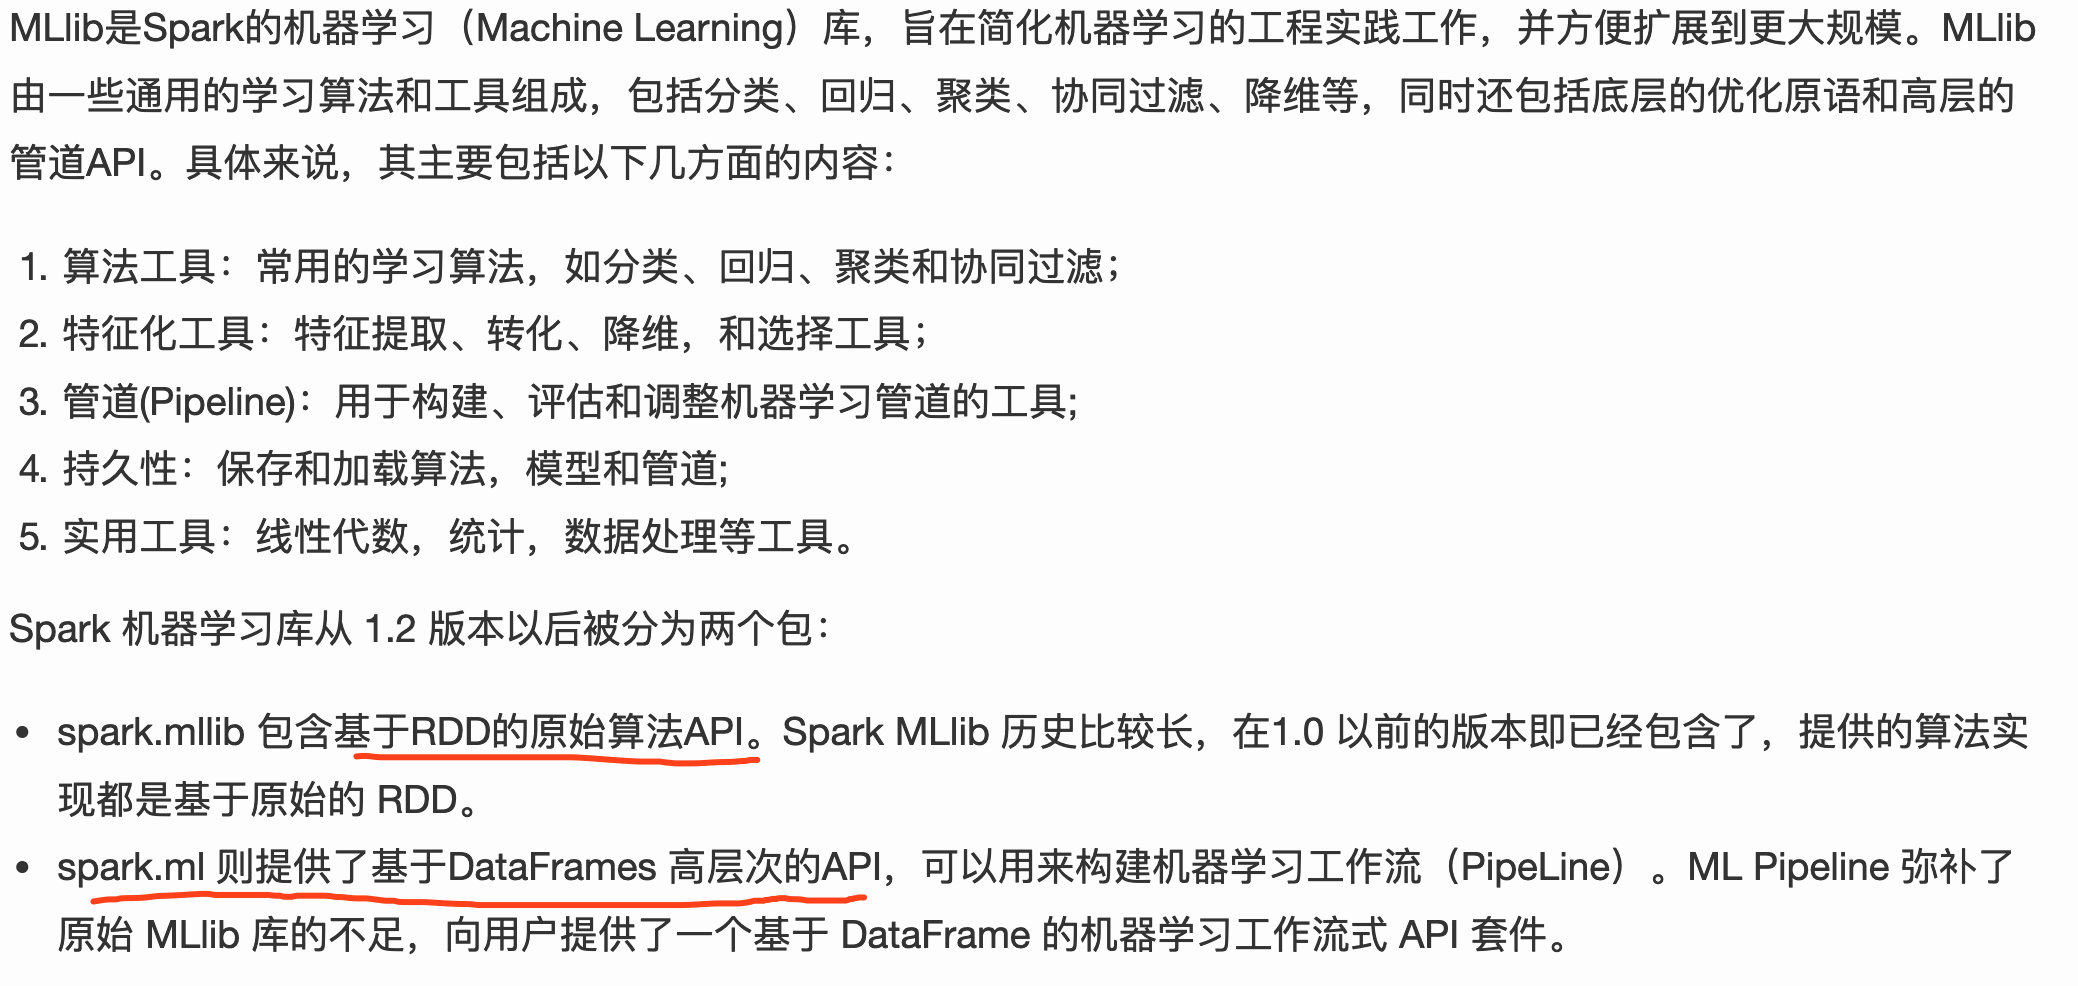 MLlib是Spark的机器学习（Machine Learning）库，旨在简化机器学习的工程实践工作，并方便扩展到更大规模。MLlib
由一些通用的学习算法和工具组成，包括分类、回归、聚类、协同过滤、降维等，同时还包括底层的优化原语和高层的
管道API。具体来说，其主要包括以下几方面的内容：
1. 算法工具：常用的学习算法，如分类、回归、聚类和协同过滤；
2. 特征化工具：特征提取、转化、降维，和选择工具；
3. 管道(Pipeline)：用于构建、评估和调整机器学习管道的工具;
4. 持久性：保存和加载算法，模型和管道;
5. 实用工具：线性代数，统计，数据处理等工具。
Spark 机器学习库从 1.2 版本以后被分为两个包：
• spark.mllib 包含基于RDD的原始算法API。Spark MLlib 历史比较长，在1.0 以前的版本即已经包含了，提供的算法实
现都是基于原始的 RDD。
• spark.ml 则提供了基于DataFrames 高层次的API，可以用来构建机器学习工作流（PipeLine）。ML Pipeline 弥补了
原始 MLlib 库的不足，向用户提供了一个基于 DataFrame 的机器学习工作流式 API 套件。